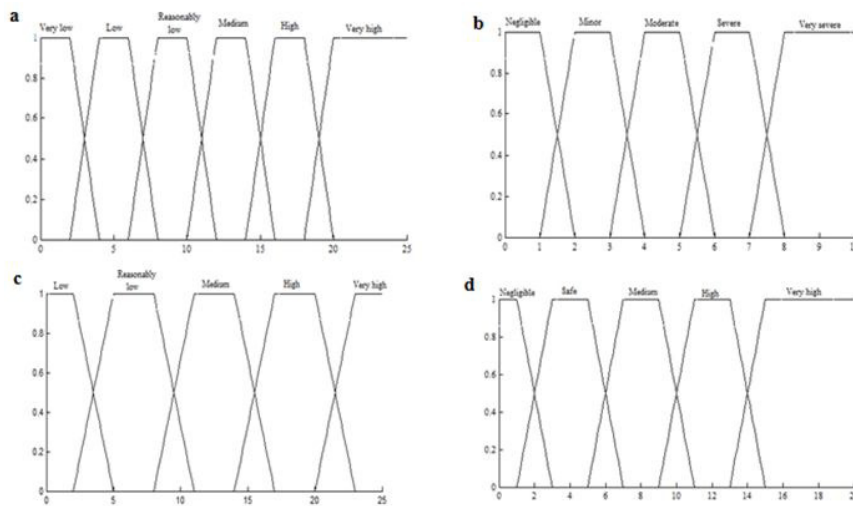 a
Very low
Low
Reasonably
low
Medium
High
Very high
1
0.8
0.6
0.4
0.2
0
0 5 10 15 20 25
b
Negligible
Minor
Moderate
Severe
Very severe
1
0.8
0.6
0.4
0.2
0
0 1 2 3 4 5 6 7 8 9
c
Low
Reasonably
low
Medium
High
Very high
1
0.8
0.6
0.4
0.2
0
0 5 10 15 20 25
d
Negligible
Safe
Medium
High
Very high
1
0.8
0.6
0.4
0.2
0
0 2 4 6 8 10 12 14 16 18